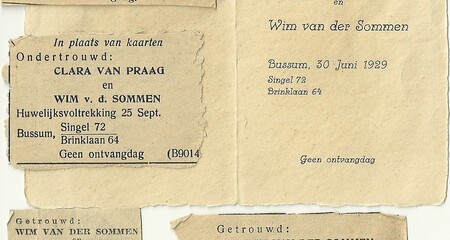 en
Wim van der Sommen
Bussum, 30 Juni 1929
Singel 72
Brinklaan 64
Geen ontvangdag
In plaats van kaarten
Ondertrouwd:
CLARA VAN PRAAG
en
WIM v. d. SOMMEN
Huwelijksvoltrekking 25 Sept.
Bussum, Singel 72
Brinklaan 64
Geen ontvangdag (B9014
Getrouwd:
WIM VAN DER SOMMEN
Getrouwd: